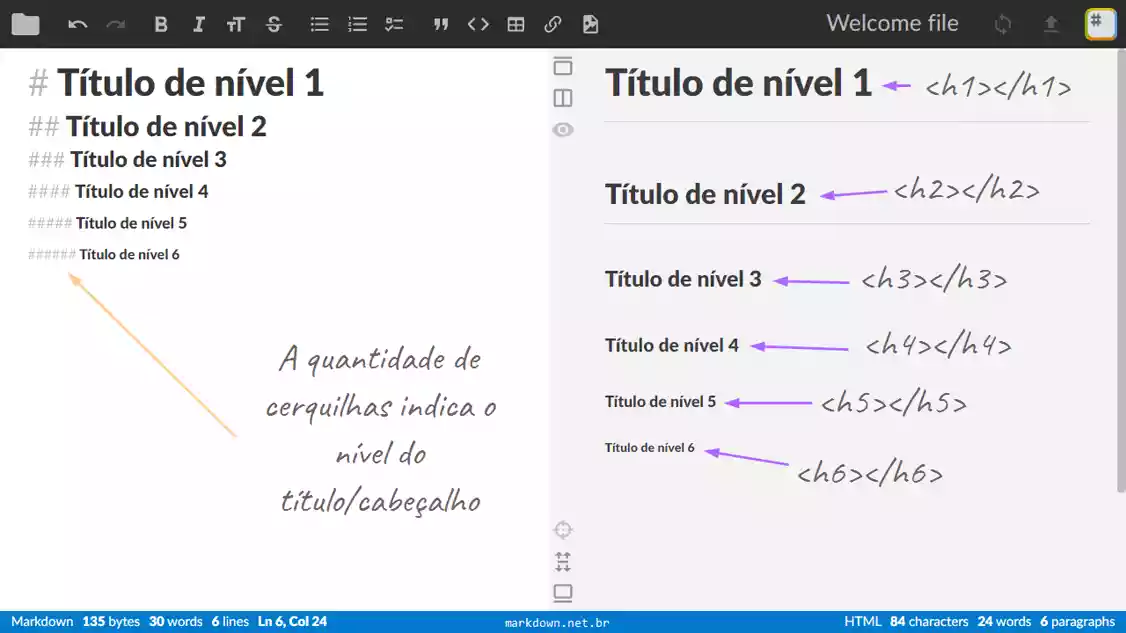 Welcome file
# Título de nível 1
## Título de nível 2
### Título de nível 3
#### Título de nível 4
##### Título de nível 5
###### Título de nível 6
A quantidade de
cerquilhas indica o
nível do
título/cabeçalho
Título de nível 1 <h1></h1>
Título de nível 2 <h2></h2>
Título de nível 3 <h3></h3>
Título de nível 4 <h4></h4>
Título de nível 5 <h5></h5>
Título de nível 6 <h6></h6>
Markdown 135 bytes 30 words 6 lines Ln 6, Col 24 markdown.net.br HTML 84 characters 24 words 6 paragraphs